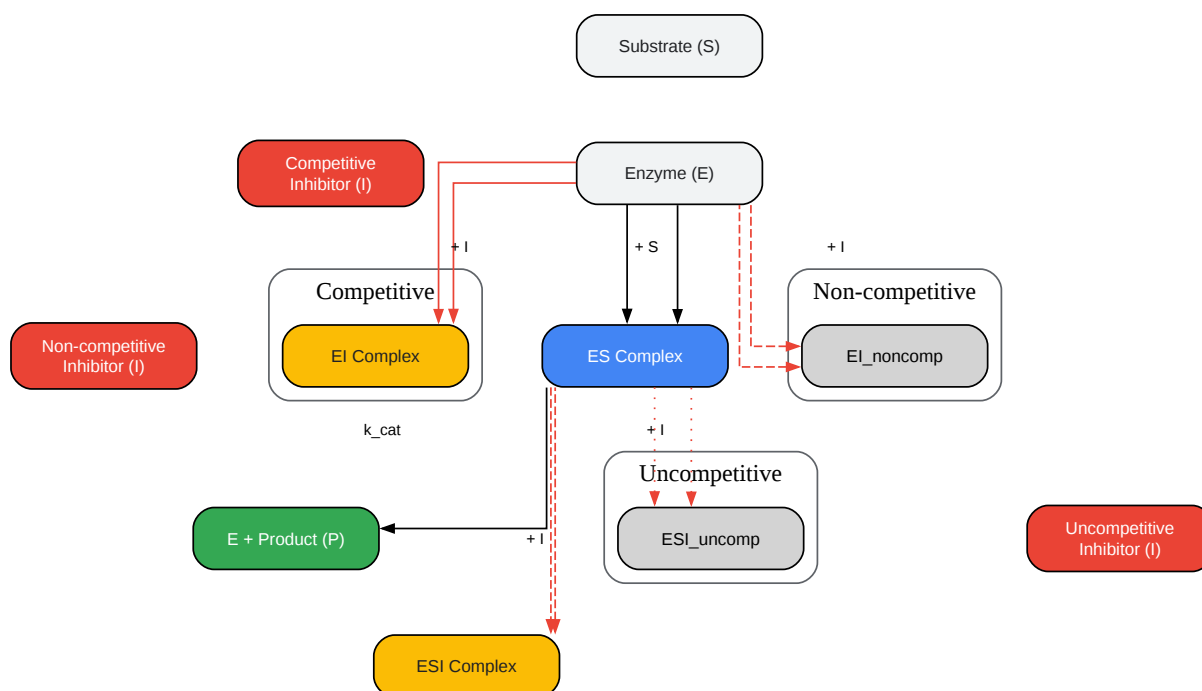 Substrate (S)
Competitive
Inhibitor (I)
Enzyme (E)
+ I
+ S
+ I
Competitive
Non-competitive
Non-competitive
Inhibitor (I)
EI Complex
ES Complex
EI_noncomp
k_cat
+ I
Uncompetitive
E + Product (P)
+ I
ESI_uncomp
Uncompetitive
Inhibitor (I)
ESI Complex